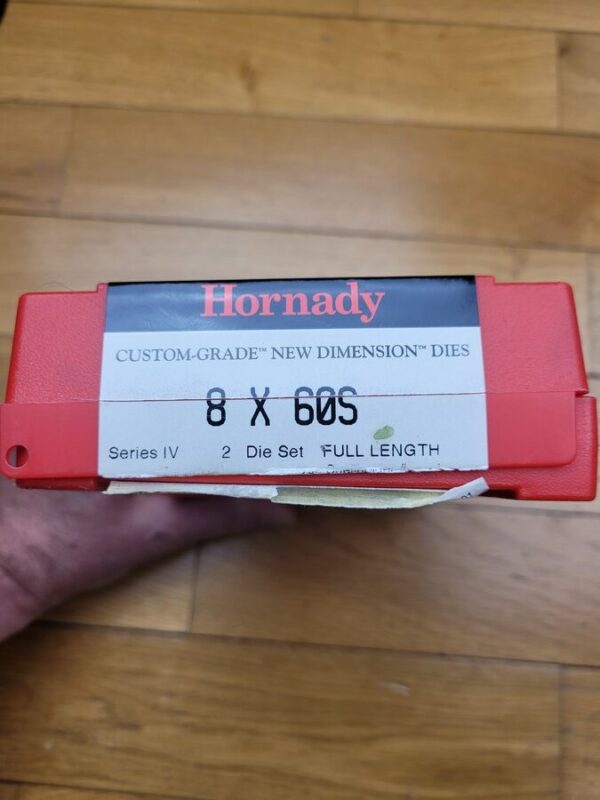 Hornady
CUSTOM-GRADE™ NEW DIMENSION™ DIES
8 X 60S
Series IV 2 Die Set FULL LENGTH